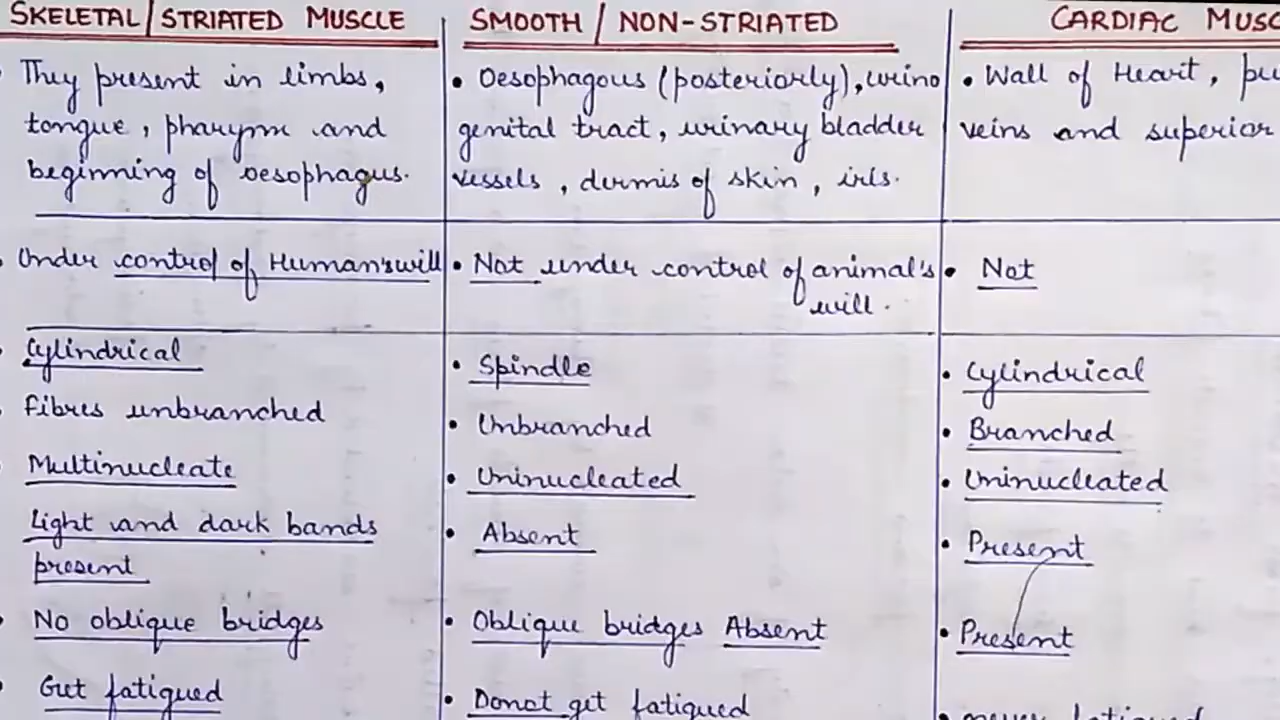 SKELETAL/STRIATED MUSCLE
They present in limbs,
tongue, pharynx and
beginning of oesophagus.
Under control of Human's will
Cylindrical
Fibres unbranched
Multinucleate
Light and dark bands
present
No oblique bridges
Get fatigued
SMOOTH / NON-STRIATED
• Oesophagous (posteriorly), urino
genital tract, urinary bladder
vessels, dermis of skin, iris.
• Not under control of animal's
will.
• Spindle
• Unbranched
• Uninucleated
• Absent
• Oblique bridges Absent
• Donot get fatigued
CARDIAC
• Wall of Heart,
veins and superior
• Not
• Cylindrical
• Branched
• Uninucleated
• Present
• Present
never fatigued